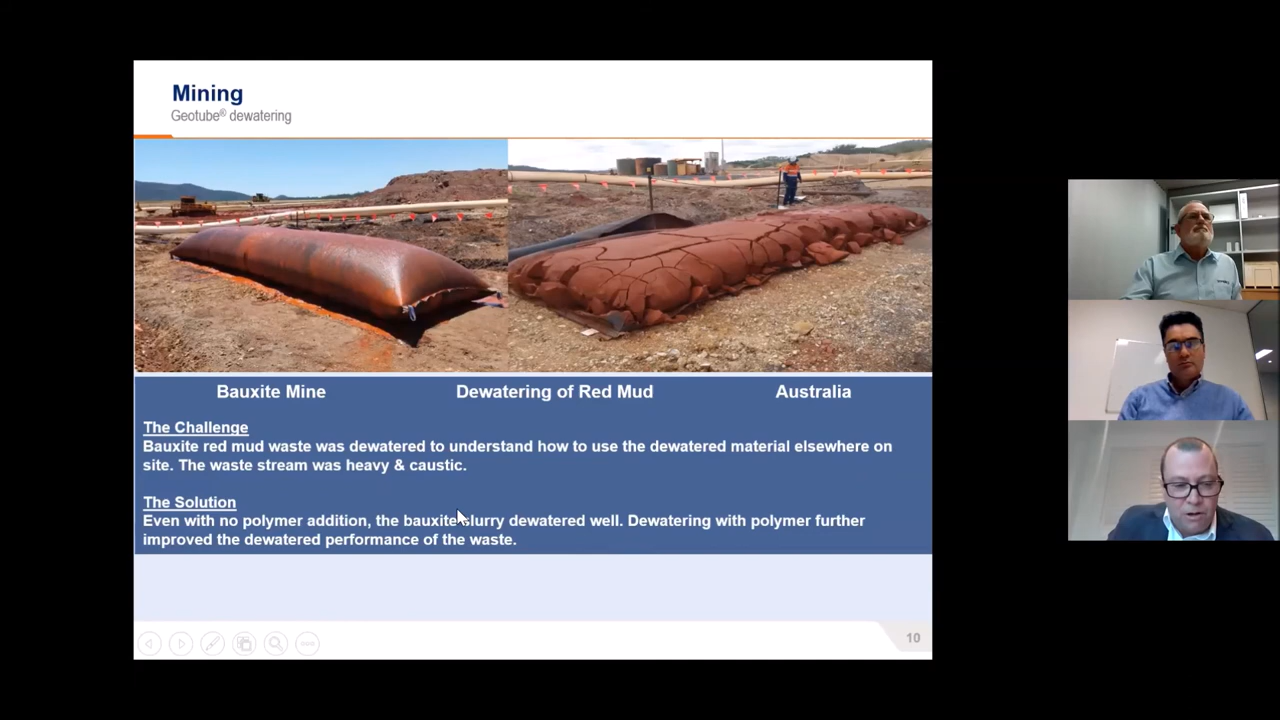 Mining
Geotube® dewatering
Bauxite Mine Dewatering of Red Mud Australia
The Challenge
Bauxite red mud waste was dewatered to understand how to use the dewatered material elsewhere on
site. The waste stream was heavy & caustic.
The Solution
Even with no polymer addition, the bauxite slurry dewatered well. Dewatering with polymer further
improved the dewatered performance of the waste.
10